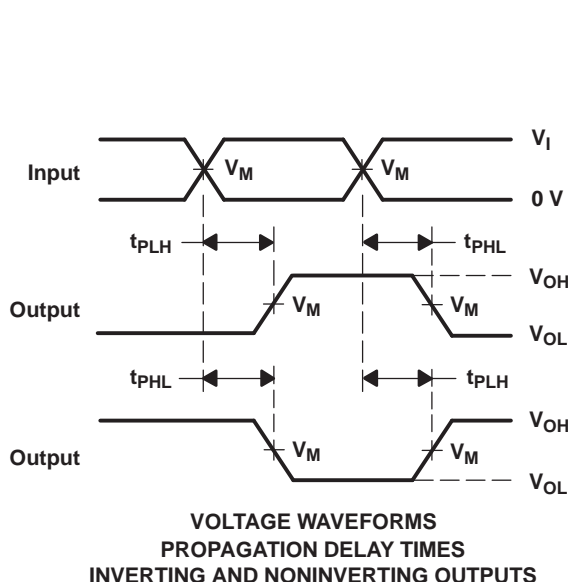 V_I
Input
V_M
V_M
0 V
t_PLH
t_PHL
V_OH
Output
V_M
V_M
V_OL
t_PHL
t_PLH
V_OH
Output
V_M
V_M
V_OL
VOLTAGE WAVEFORMS
PROPAGATION DELAY TIMES
INVERTING AND NONINVERTING OUTPUTS